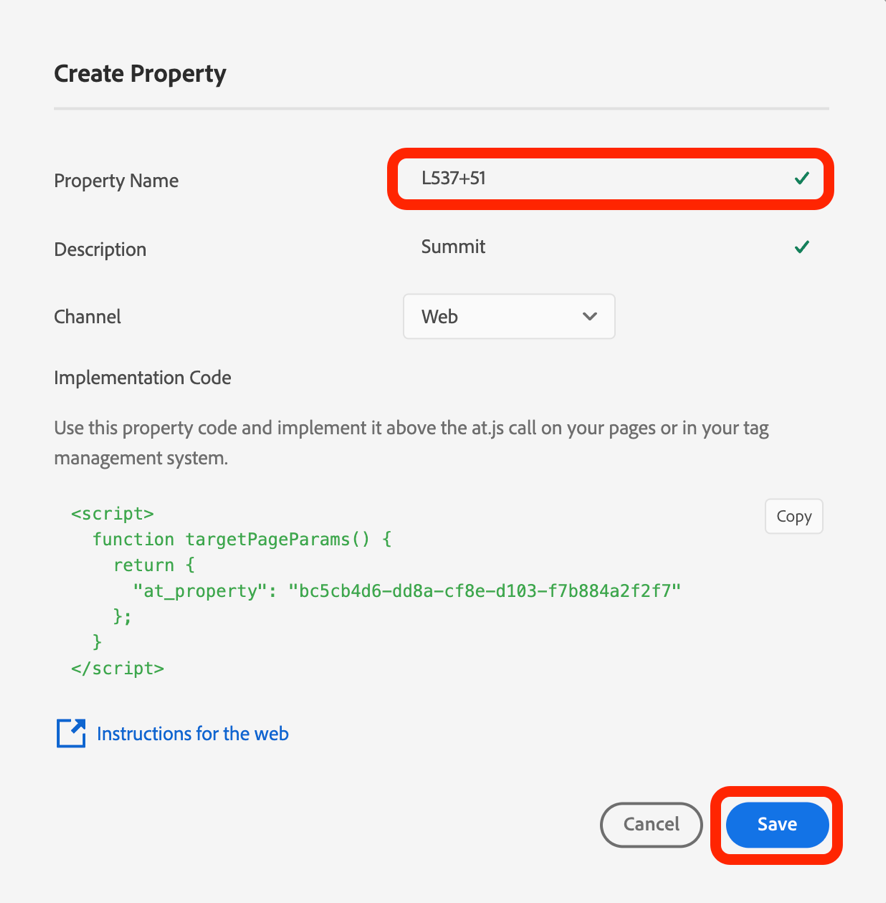 Create Property
Property Name
L537+51
Description
Summit
Channel
Web
Implementation Code
Use this property code and implement it above the at.js call on your pages or in your tag
management system.
<script>
function targetPageParams() {
return {
"at_property": "bc5cb4d6-dd8a-cf8e-d103-f7b884a2f2f7"
};
}
</script>
Copy
Instructions for the web
Cancel
Save